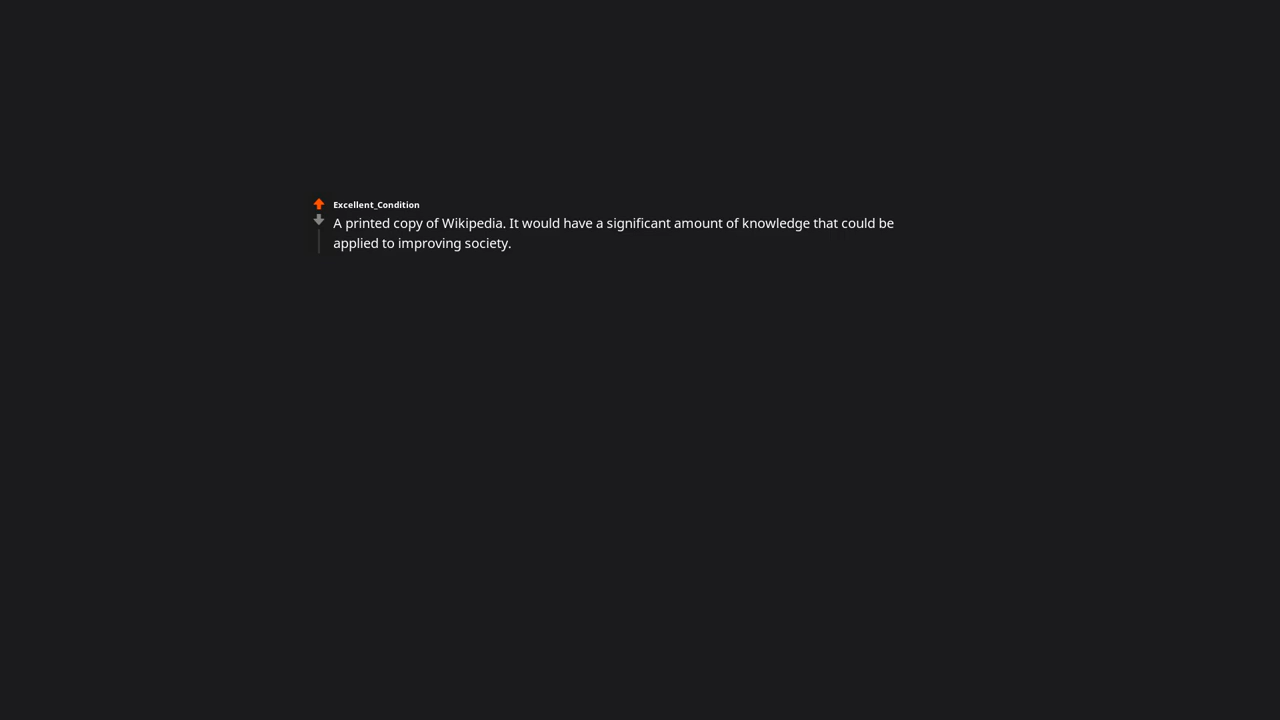 Excellent_Condition
A printed copy of Wikipedia. It would have a significant amount of knowledge that could be
applied to improving society.